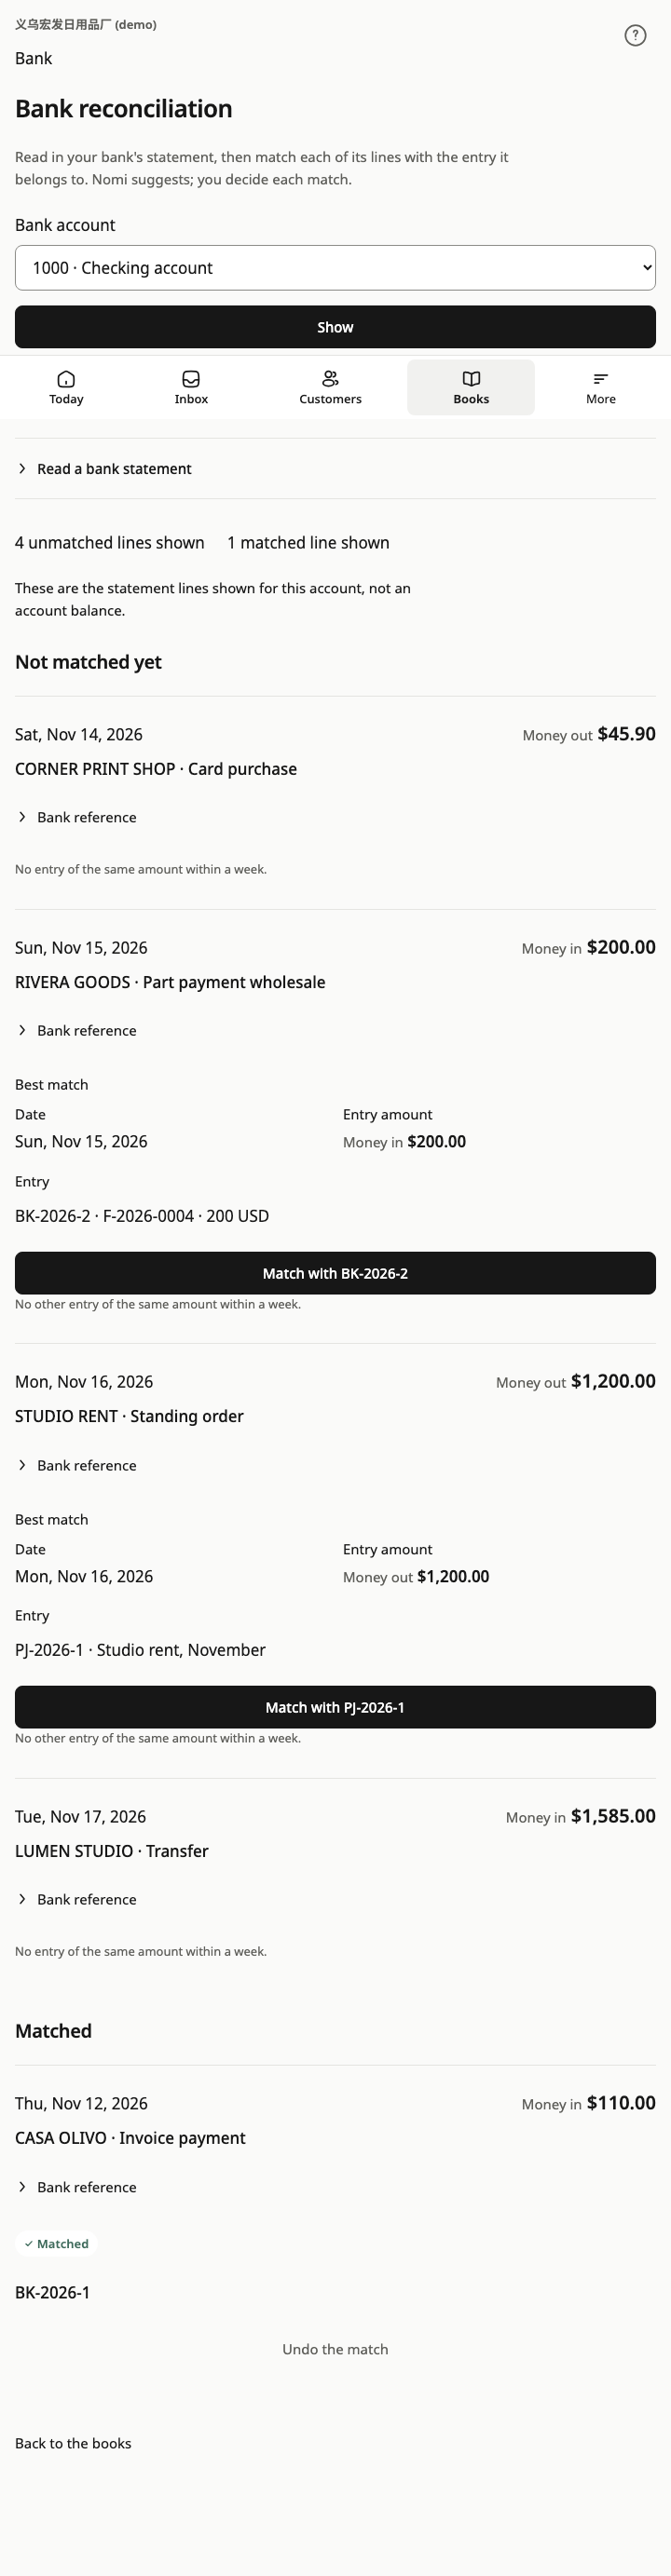 义乌宏发日用品厂 (demo)
Bank
Bank reconciliation
Read in your bank's statement, then match each of its lines with the entry it
belongs to. Nomi suggests; you decide each match.
Bank account
1000 · Checking account
Show
Today
Inbox
Customers
Books
More
Read a bank statement
4 unmatched lines shown 1 matched line shown
These are the statement lines shown for this account, not an
account balance.
Not matched yet
Sat, Nov 14, 2026 Money out $45.90
CORNER PRINT SHOP · Card purchase
Bank reference
No entry of the same amount within a week.
Sun, Nov 15, 2026 Money in $200.00
RIVERA GOODS · Part payment wholesale
Bank reference
Best match
Date Entry amount
Sun, Nov 15, 2026 Money in $200.00
Entry
BK-2026-2 · F-2026-0004 · 200 USD
Match with BK-2026-2
No other entry of the same amount within a week.
Mon, Nov 16, 2026 Money out $1,200.00
STUDIO RENT · Standing order
Bank reference
Best match
Date Entry amount
Mon, Nov 16, 2026 Money out $1,200.00
Entry
PJ-2026-1 · Studio rent, November
Match with PJ-2026-1
No other entry of the same amount within a week.
Tue, Nov 17, 2026 Money in $1,585.00
LUMEN STUDIO · Transfer
Bank reference
No entry of the same amount within a week.
Matched
Thu, Nov 12, 2026 Money in $110.00
CASA OLIVO · Invoice payment
Bank reference
Matched
BK-2026-1
Undo the match
Back to the books